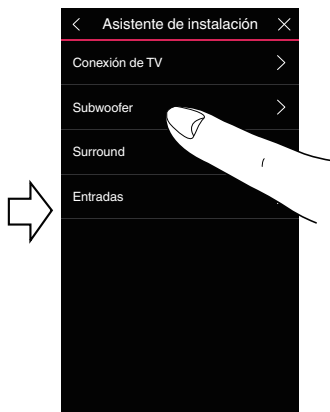 Asistente de instalación
Conexión de TV
Subwoofer
Surround
Entradas